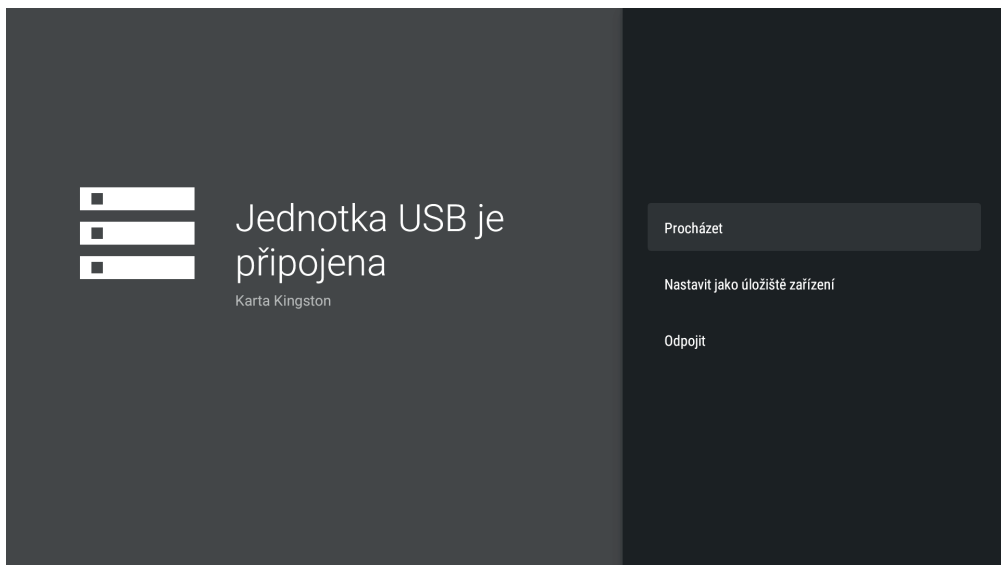 Jednotka USB je
připojena
Karta Kingston
Procházet
Nastavit jako úložiště zařízení
Odpojit